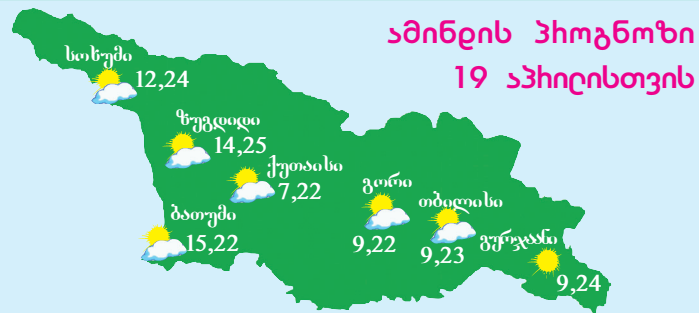 ამინდის პროგნოზი
19 აპრილისთვის
სოხუმი
12,24
ზუგდიდი
14,25
ქუთაისი
7,22
გორი
9,22
თბილისი
9,23
ბათუმი
15,22
გურჯაანი
9,24